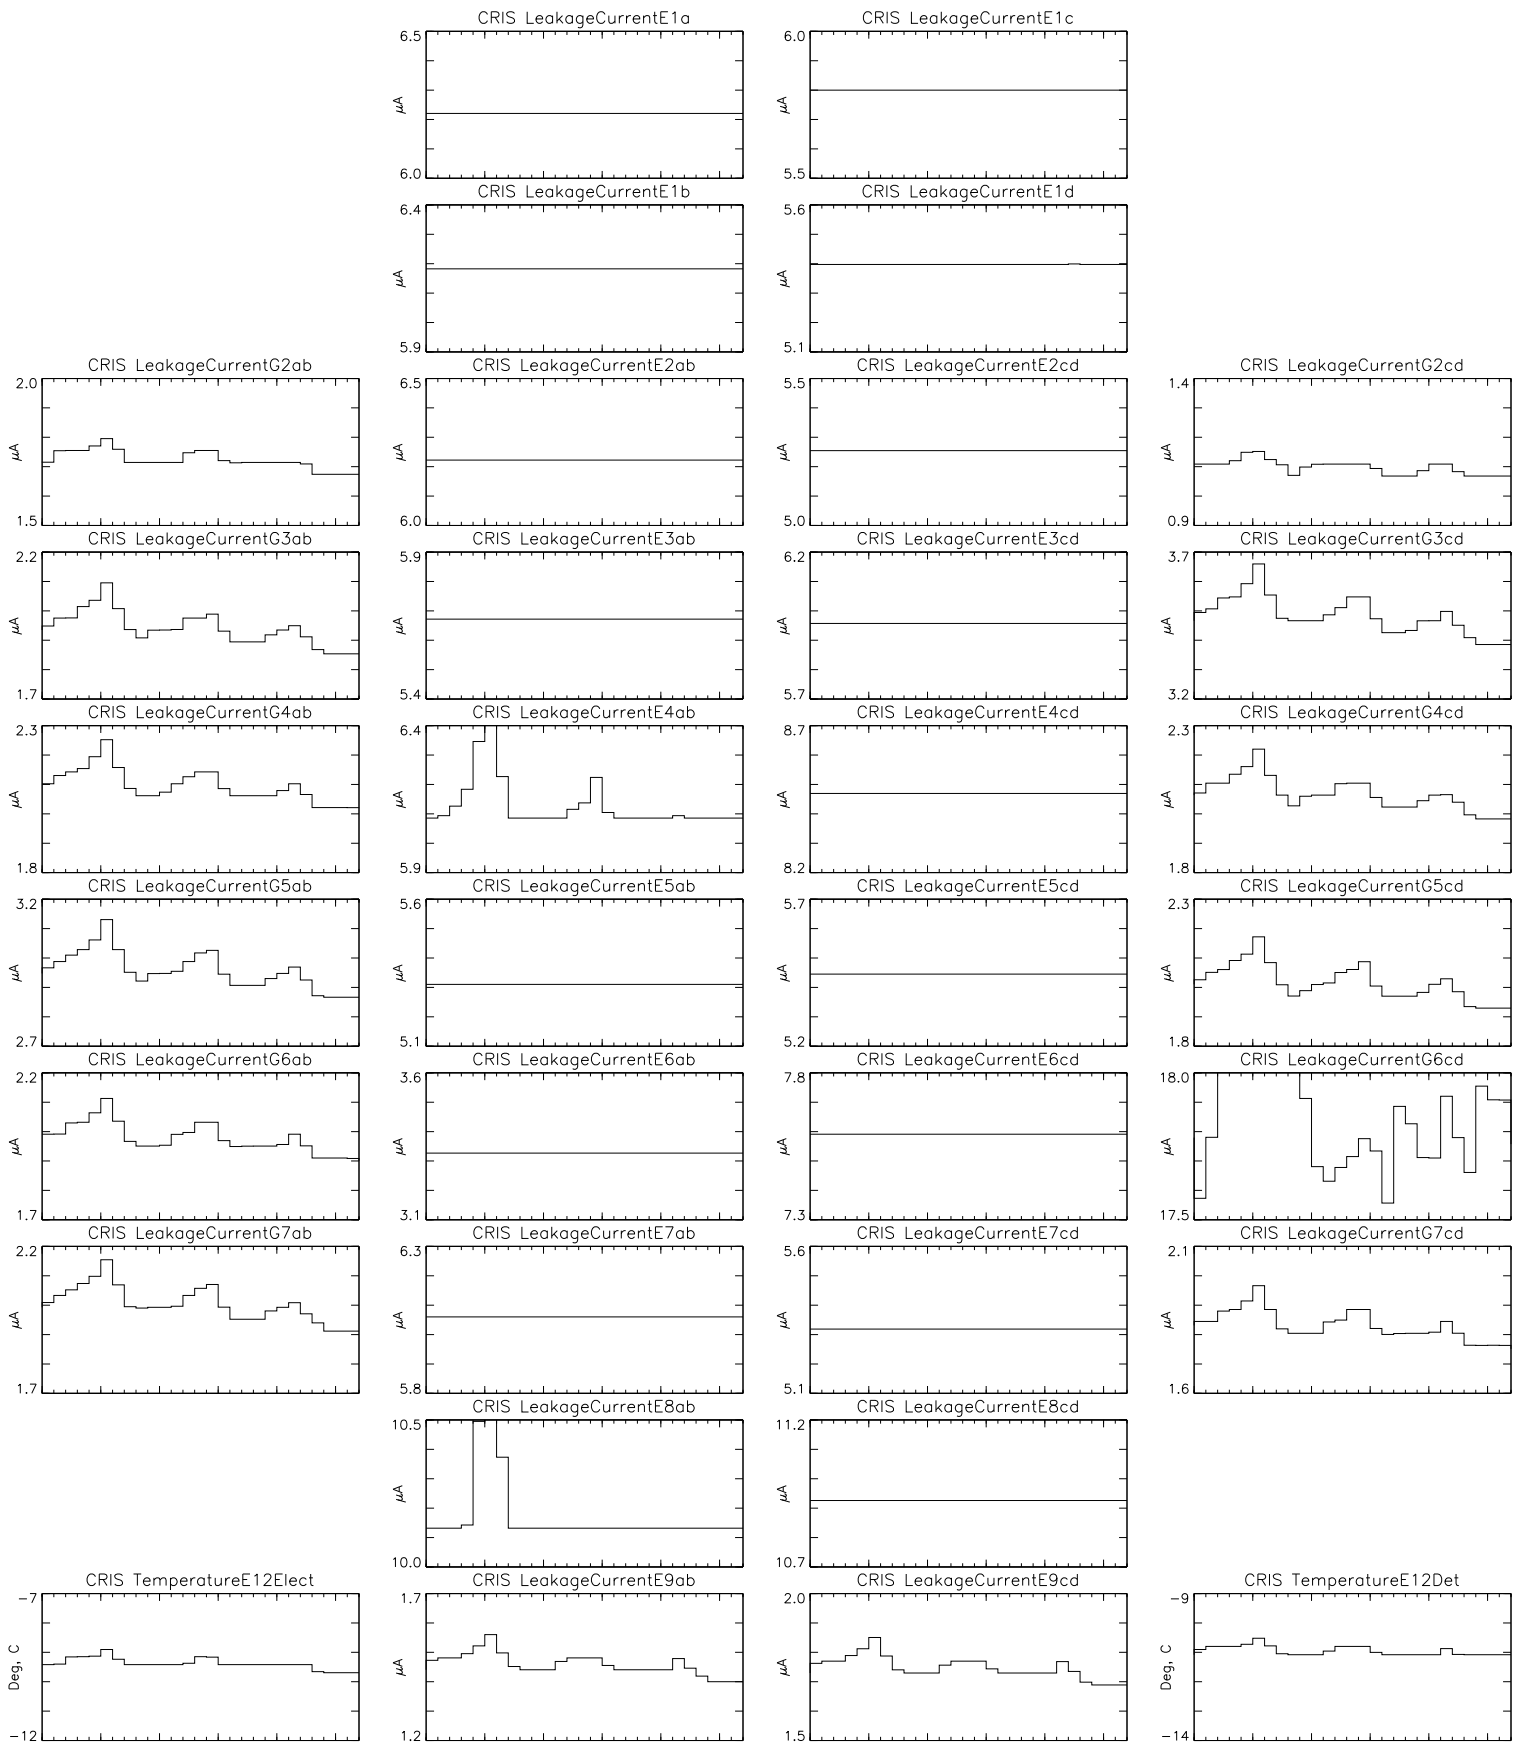 CRIS LeakageCurrentE1a CRIS LeakageCurrentE1c
6.5 6.0
μA μA
6.0 5.5
CRIS LeakageCurrentE1b CRIS LeakageCurrentE1d
6.4 5.6
μA μA
5.9 5.1
CRIS LeakageCurrentG2ab CRIS LeakageCurrentE2ab CRIS LeakageCurrentE2cd CRIS LeakageCurrentG2cd
2.0 6.5 5.5 1.4
μA μA μA μA
1.5 6.0 5.0 0.9
CRIS LeakageCurrentG3ab CRIS LeakageCurrentE3ab CRIS LeakageCurrentE3cd CRIS LeakageCurrentG3cd
2.2 5.9 6.2 3.7
μA μA μA μA
1.7 5.4 5.7 3.2
CRIS LeakageCurrentG4ab CRIS LeakageCurrentE4ab CRIS LeakageCurrentE4cd CRIS LeakageCurrentG4cd
2.3 6.4 8.7 2.3
μA μA μA μA
1.8 5.9 8.2 1.8
CRIS LeakageCurrentG5ab CRIS LeakageCurrentE5ab CRIS LeakageCurrentE5cd CRIS LeakageCurrentG5cd
3.2 5.6 5.7 2.3
μA μA μA μA
2.7 5.1 5.2 1.8
CRIS LeakageCurrentG6ab CRIS LeakageCurrentE6ab CRIS LeakageCurrentE6cd CRIS LeakageCurrentG6cd
2.2 3.6 7.8 18.0
μA μA μA μA
1.7 3.1 7.3 17.5
CRIS LeakageCurrentG7ab CRIS LeakageCurrentE7ab CRIS LeakageCurrentE7cd CRIS LeakageCurrentG7cd
2.2 6.3 5.6 2.1
μA μA μA μA
1.7 5.8 5.1 1.6
CRIS LeakageCurrentE8ab CRIS LeakageCurrentE8cd
10.5 11.2
μA μA
10.0 10.7
CRIS TemperatureE12Elect CRIS LeakageCurrentE9ab CRIS LeakageCurrentE9cd CRIS TemperatureE12Det
−7 1.7 2.0 −9
Deg, C μA μA Deg, C
−12 1.2 1.5 −14